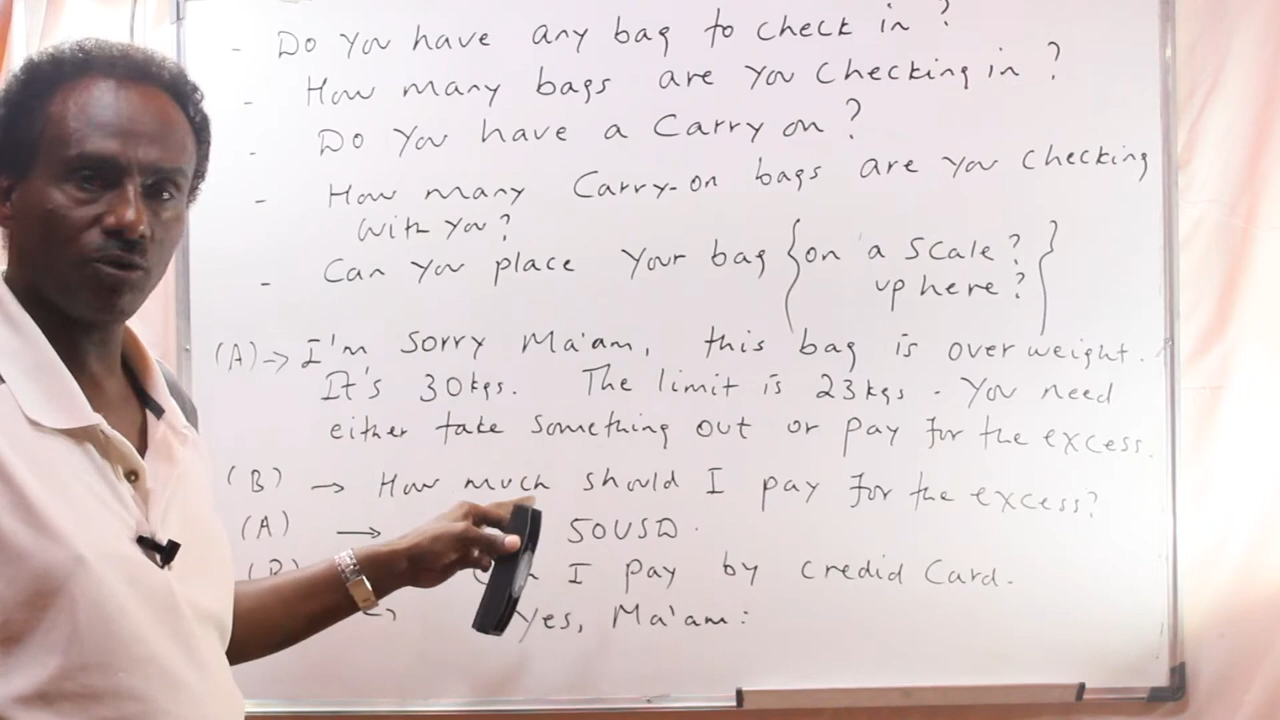 - Do You have any bag to check in ?
- How many bags are you checking in ?
- Do You have a Carry on ?
- How many Carry-on bags are you checking
with you?
- Can you place your bag { on a scale? }
up here?
(A) → I'm sorry Ma'am, this bag is overweight.
It's 30kgs. The limit is 23kgs. You need
either take something out or pay for the excess.
(B) → How much should I pay for the excess?
(A) → 50USD.
I pay by credid Card.
Yes, Ma'am: